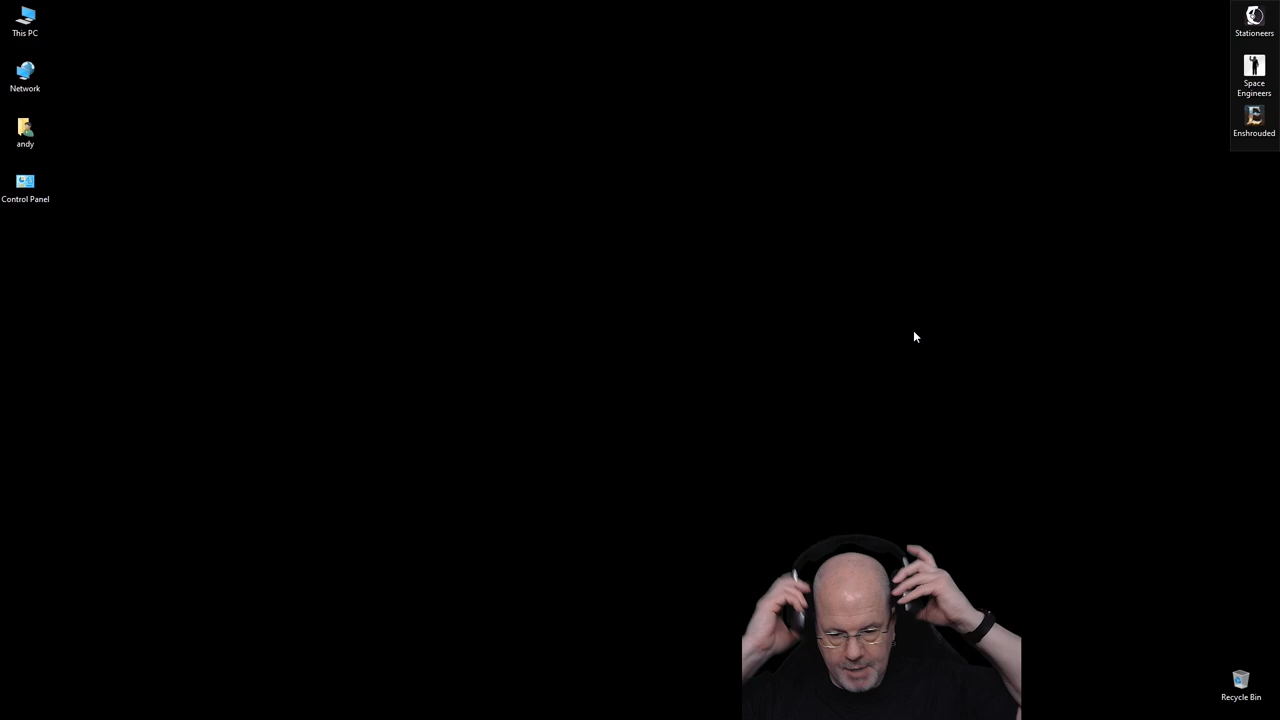 This PC
Network
andy
Control Panel
Stationeers
Space
Engineers
Enshrouded
Recycle Bin